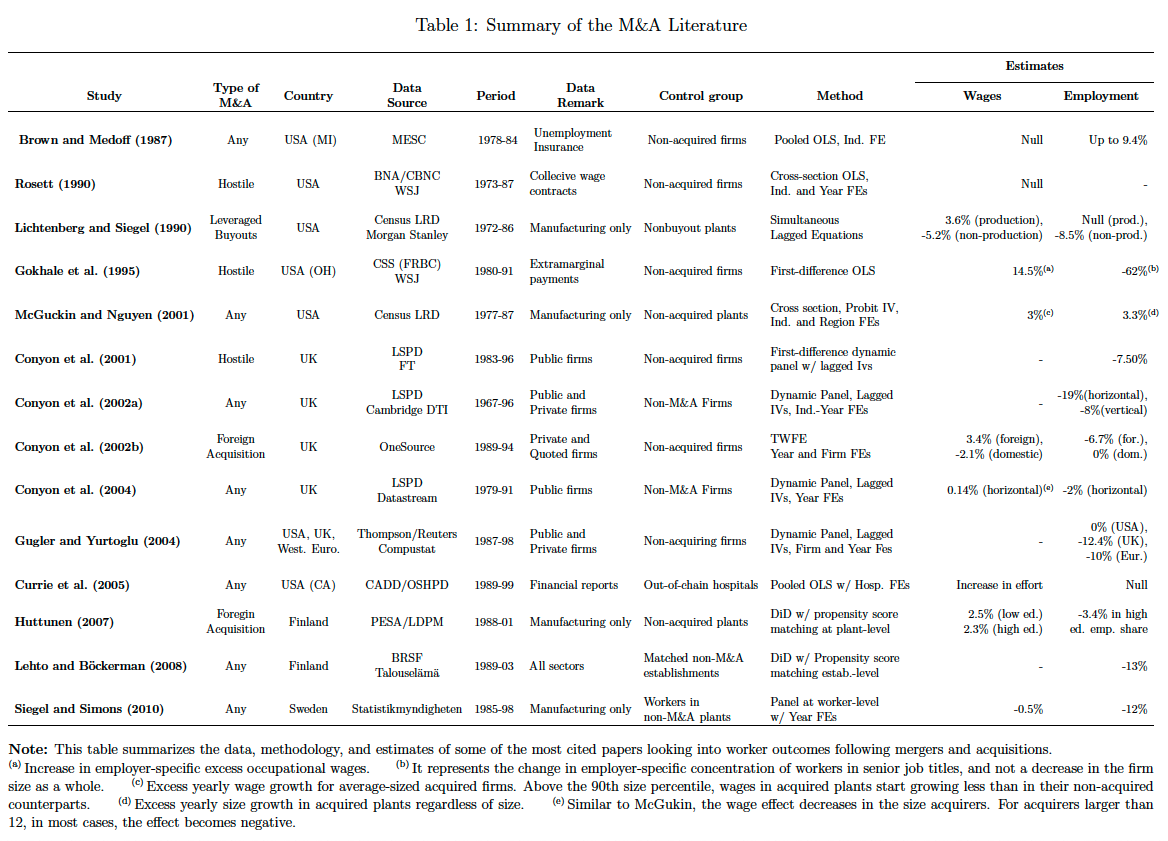 Table 1: Summary of the M&A Literature
Estimates
Study Type of M&A Country Data Source Period Data Remark Control group Method Wages Employment
Brown and Medoff (1987) Any USA (MI) MESC 1978-84 Unemployment Insurance Non-acquired firms Pooled OLS, Ind. FE Null Up to 9.4%
Rosett (1990) Hostile USA BNA/CBNC WSJ 1973-87 Collecive wage contracts Non-acquired firms Cross-section OLS, Ind. and Year FEs Null -
Lichtenberg and Siegel (1990) Leveraged Buyouts USA Census LRD Morgan Stanley 1972-86 Manufacturing only Nonbuyout plants Simultaneous Lagged Equations 3.6% (production), -5.2% (non-production) Null (prod.), -8.5% (non-prod.)
Gokhale et al. (1995) Hostile USA (OH) CSS (FRBC) WSJ 1980-91 Extramarginal payments Non-acquired firms First-difference OLS 14.5%(a) -62%(b)
McGuckin and Nguyen (2001) Any USA Census LRD 1977-87 Manufacturing only Non-acquired plants Cross section, Probit IV, Ind. and Region FEs 3%(c) 3.3%(d)
Conyon et al. (2001) Hostile UK LSPD FT 1983-96 Public firms Non-acquired firms First-difference dynamic panel w/ lagged Ivs - -7.50%
Conyon et al. (2002a) Any UK LSPD Cambridge DTI 1967-96 Public and Private firms Non-M&A Firms Dynamic Panel, Lagged IVs, Ind.-Year FEs - -19%(horizontal), -8%(vertical)
Conyon et al. (2002b) Foreign Acquisition UK OneSource 1989-94 Private and Quoted firms Non-acquired firms TWFE Year and Firm FEs 3.4% (foreign), -2.1% (domestic) -6.7% (for.), 0% (dom.)
Conyon et al. (2004) Any UK LSPD Datastream 1979-91 Public firms Non-M&A Firms Dynamic Panel, Lagged IVs, Year FEs 0.14% (horizontal)(e) -2% (horizontal)
Gugler and Yurtoglu (2004) Any USA, UK, West. Euro. Thompson/Reuters Compustat 1987-98 Public and Private firms Non-acquiring firms Dynamic Panel, Lagged IVs, Firm and Year Fes - 0% (USA), -12.4% (UK), -10% (Eur.)
Currie et al. (2005) Any USA (CA) CADD/OSHPD 1989-99 Financial reports Out-of-chain hospitals Pooled OLS w/ Hosp. FEs Increase in effort Null
Huttunen (2007) Foregin Acquisition Finland PESA/LDPM 1988-01 Manufacturing only Non-acquired plants DiD w/ propensity score matching at plant-level 2.5% (low ed.) 2.3% (high ed.) -3.4% in high ed. emp. share
Lehto and Böckerman (2008) Any Finland BRSF Talouselämä 1989-03 All sectors Matched non-M&A establishments DiD w/ Propensity score matching estab.-level - -13%
Siegel and Simons (2010) Any Sweden Statistikmyndigheten 1985-98 Manufacturing only Workers in non-M&A plants Panel at worker-level w/ Year FEs -0.5% -12%
Note: This table summarizes the data, methodology, and estimates of some of the most cited papers looking into worker outcomes following mergers and acquisitions.
(a) Increase in employer-specific excess occupational wages. (b) It represents the change in employer-specific concentration of workers in senior job titles, and not a decrease in the firm
size as a whole. (c) Excess yearly wage growth for average-sized acquired firms. Above the 90th size percentile, wages in acquired plants start growing less than in their non-acquired
counterparts. (d) Excess yearly size growth in acquired plants regardless of size. (e) Similar to McGukin, the wage effect decreases in the size acquirers. For acquirers larger than
12, in most cases, the effect becomes negative.